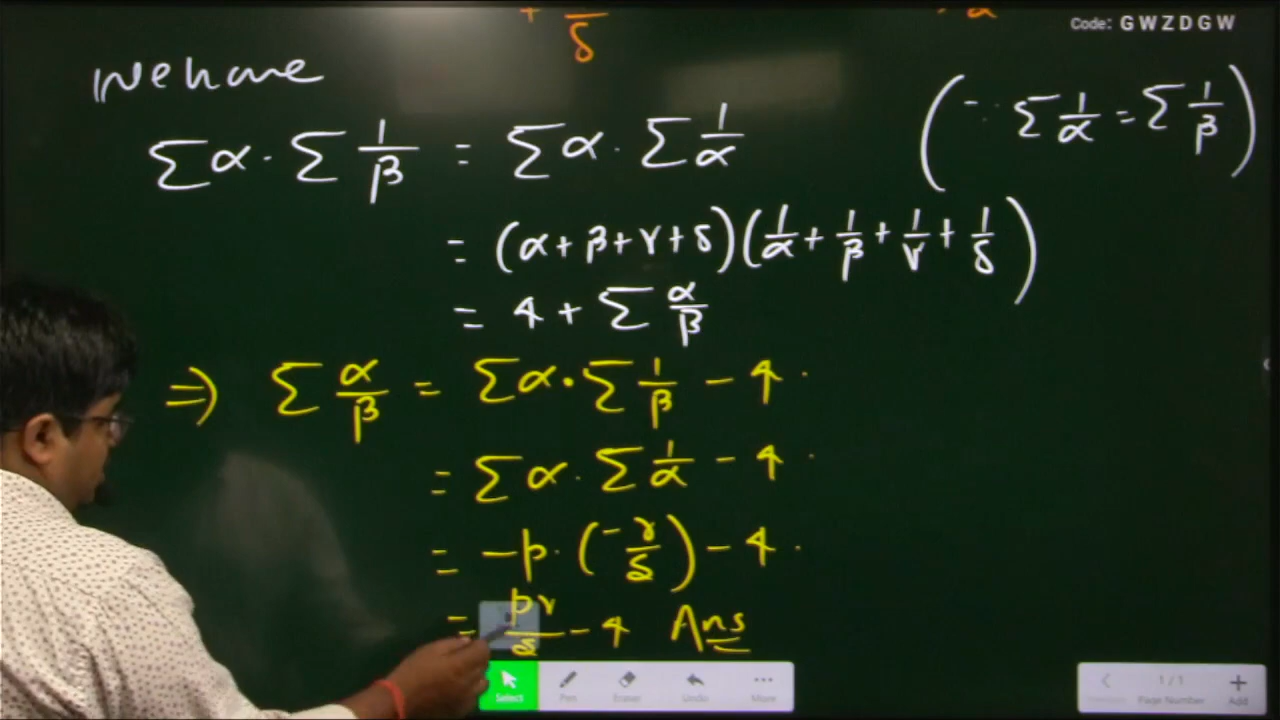 + — δ α
Code: GWZDGW
We have
Σα · Σ 1/β = Σα · Σ 1/α (∵ Σ 1/α = Σ 1/β)
= (α + β + γ + δ)(1/α + 1/β + 1/γ + 1/δ)
= 4 + Σ α/β
⇒ Σ α/β = Σα · Σ 1/β - 4 ·
= Σα · Σ 1/α - 4 ·
= -p · (-r/s) - 4 ·
= pr/s - 4 Ans
Select Pen Eraser Undo More
1/1
Page Number Add